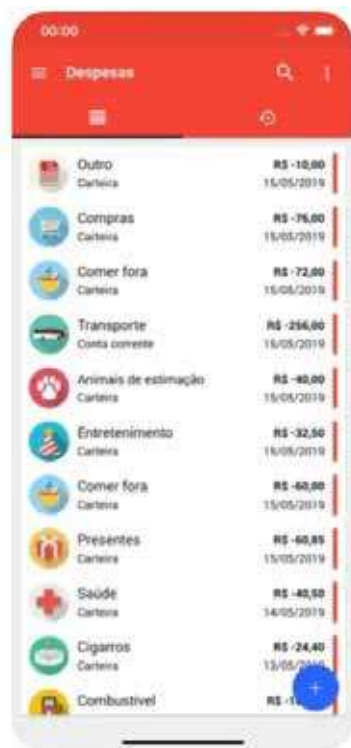 00:00
Despesas
Outro R$ -10,00
Carteira 15/05/2019
Compras R$ -76,00
Carteira 15/05/2019
Comer fora R$ -72,00
Carteira 15/05/2019
Transporte R$ -256,00
Conta corrente 15/05/2019
Animais de estimação R$ -40,00
Carteira 15/05/2019
Entretenimento R$ -32,50
Carteira 15/05/2019
Comer fora R$ -60,00
Carteira 15/05/2019
Presentes R$ -60,85
Carteira 15/05/2019
Saúde R$ -40,50
Carteira 14/05/2019
Cigarros R$ -24,40
Carteira 13/05/2019
Combustível R$